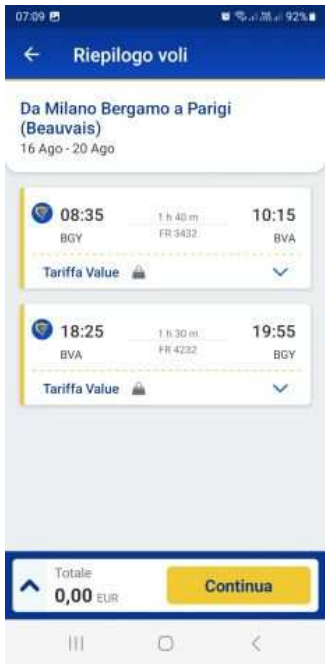 07:09 92%
Riepilogo voli
Da Milano Bergamo a Parigi
(Beauvais)
16 Ago - 20 Ago
08:35 1 h 40 m 10:15
BGY FR 3432 BVA
Tariffa Value
18:25 1 h 30 m 19:55
BVA FR 4232 BGY
Tariffa Value
Totale
0,00 EUR
Continua